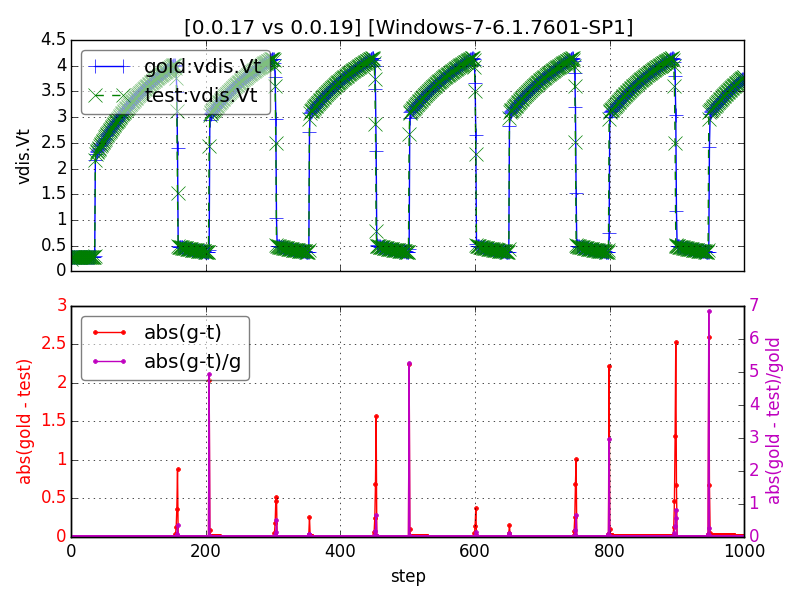 [0.0.17 vs 0.0.19] [Windows-7-6.1.7601-SP1]
4.5
4
3.5
3
2.5
2
1.5
1
0.5
0
vdis.Vt
gold:vdis.Vt
test:vdis.Vt
3
2.5
2
1.5
1
0.5
0
abs(gold - test)
abs(g-t)
abs(g-t)/g
7
6
5
4
3
2
1
0
abs(gold - test)/gold
0 200 400 600 800 1000
step